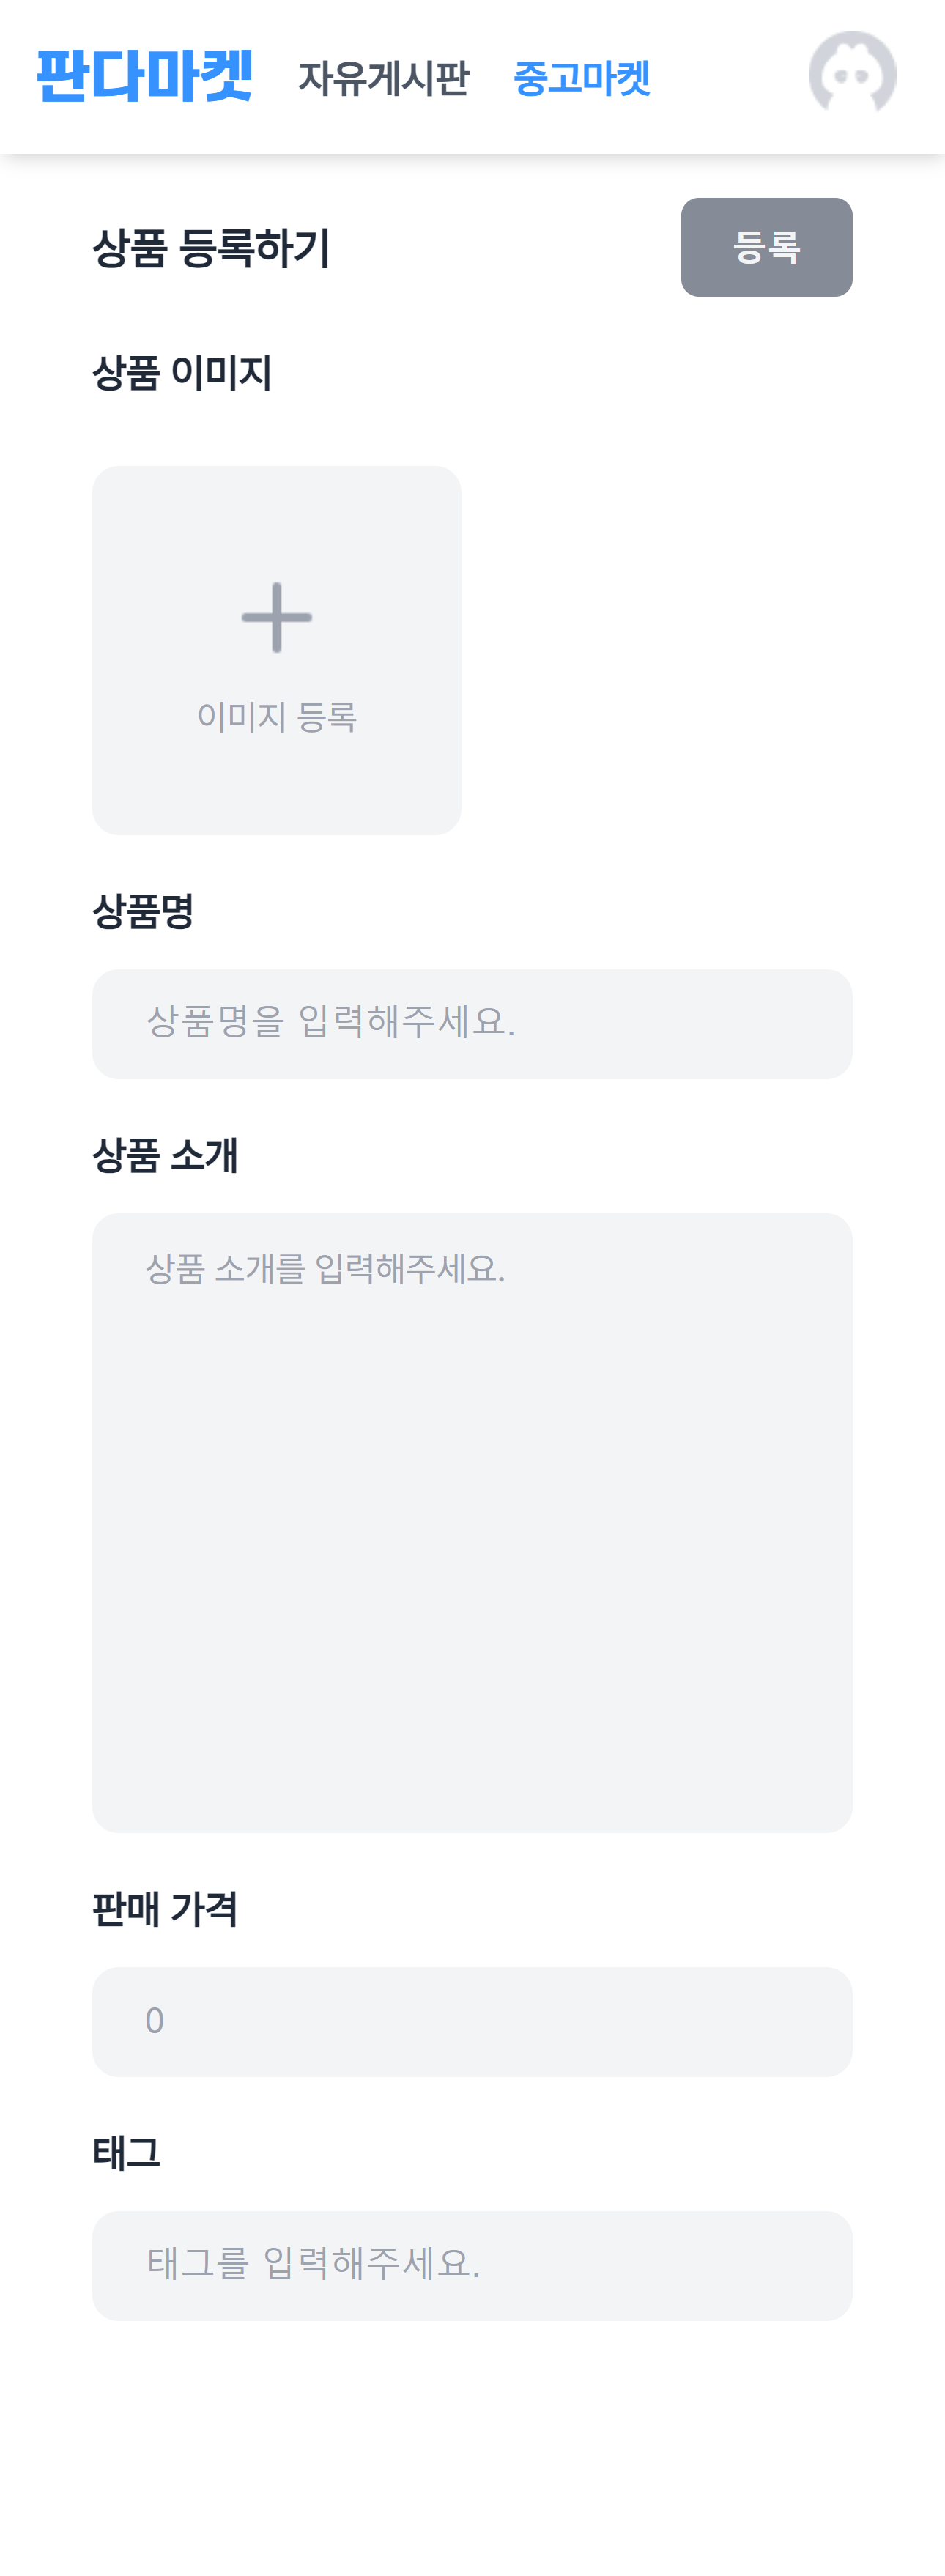 판다마켓 자유게시판 중고마켓
상품 등록하기 등록
상품 이미지
이미지 등록
상품명
상품명을 입력해주세요.
상품 소개
상품 소개를 입력해주세요.
판매 가격
0
태그
태그를 입력해주세요.